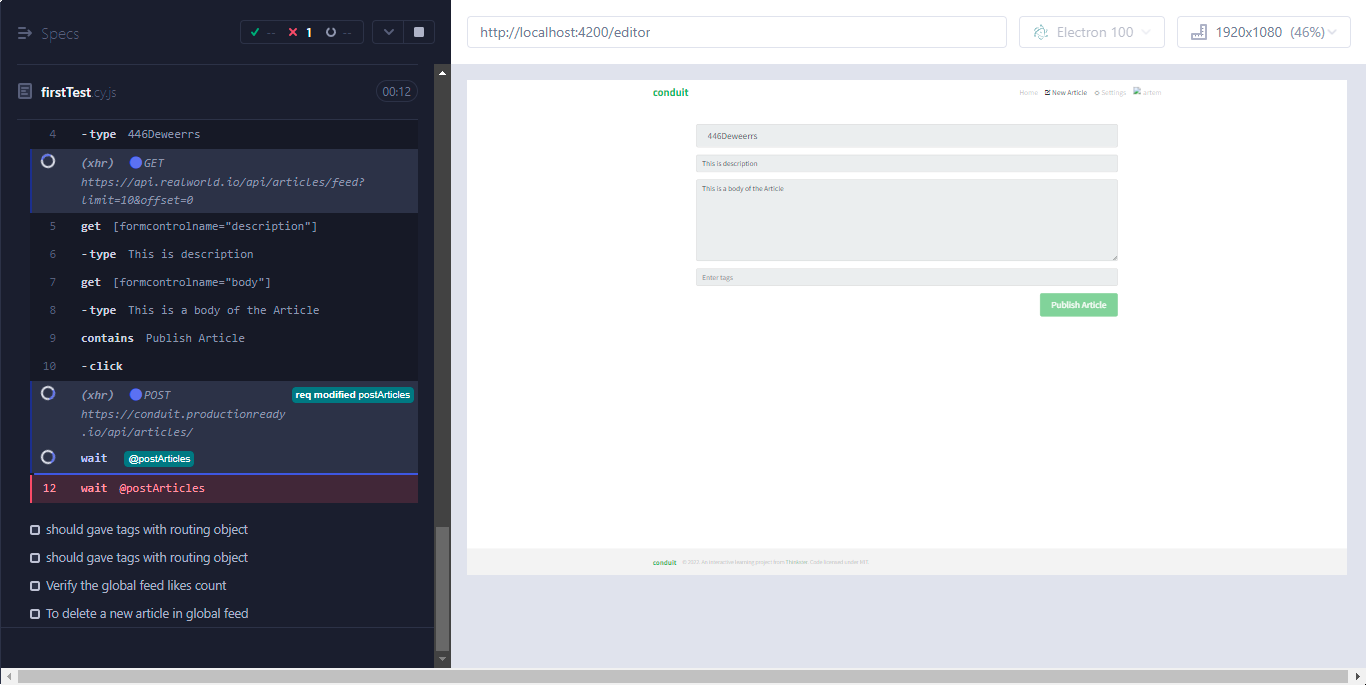 Specs
-- 1 --
firstTest.cy.js
00:12
4 -type 446Deweerrs
(xhr) GET
https://api.realworld.io/api/articles/feed?
limit=10&offset=0
5 get [formcontrolname="description"]
6 -type This is description
7 get [formcontrolname="body"]
8 -type This is a body of the Article
9 contains Publish Article
10 -click
(xhr) POST req modified postArticles
https://conduit.productionready
.io/api/articles/
wait @postArticles
12 wait @postArticles
should gave tags with routing object
should gave tags with routing object
Verify the global feed likes count
To delete a new article in global feed
http://localhost:4200/editor
Electron 100
1920x1080 (46%)
conduit
Home New Article Settings artem
446Deweerrs
This is description
This is a body of the Article
Enter tags
Publish Article
conduit An interactive learning project from Thinkster. Code licensed under MIT.